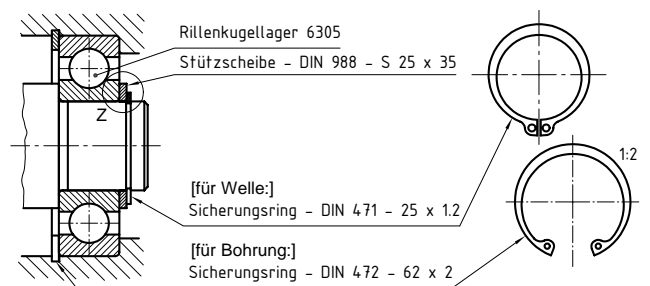 Rillenkugellager 6305
Stützscheibe - DIN 988 - S 25 x 35
Z
1:2
[für Welle:]
Sicherungsring - DIN 471 - 25 x 1.2
[für Bohrung:]
Sicherungsring - DIN 472 - 62 x 2